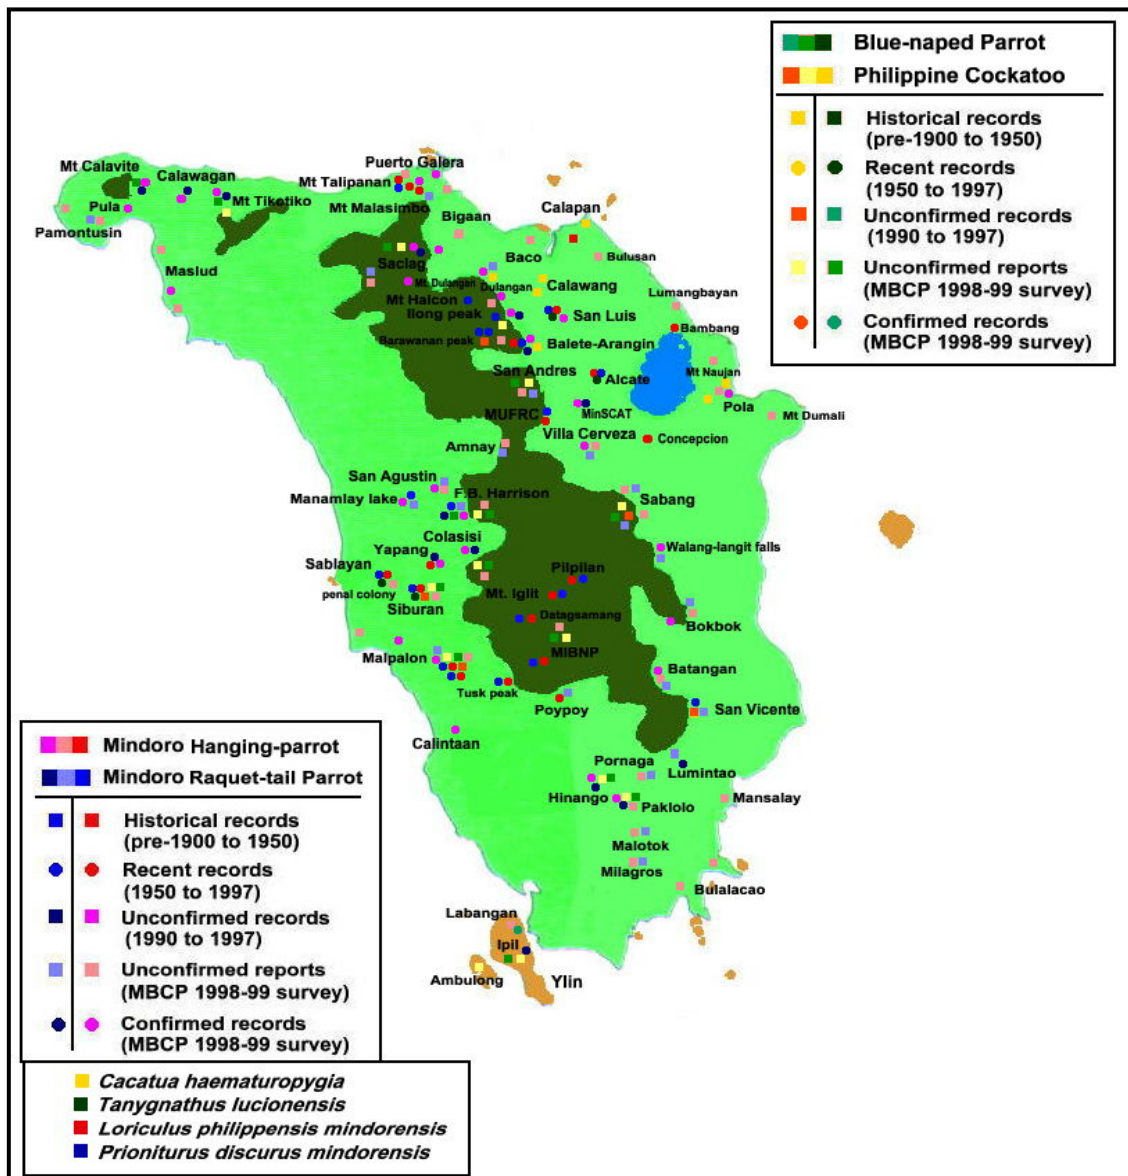 Blue-naped Parrot
Philippine Cockatoo
Historical records
(pre-1900 to 1950)
Recent records
(1950 to 1997)
Unconfirmed records
(1990 to 1997)
Unconfirmed reports
(MBCP 1998-99 survey)
Confirmed records
(MBCP 1998-99 survey)
Mt Calavite
Calawagan
Puerto Galera
Mt Talipanan
Pula
Mt Tikotiko
Mt Malasimbo
Pamontusin
Bigaan
Calapan
Maslud
Saclag
Baco
Bulusan
Mt. Dulangan
Dulangan
Calawang
Mt Halcon
Lumangbayan
Ilong peak
San Luis
Bambang
Barawanan peak
Balete-Arangin
San Andres
Mt Naujan
Alcate
MUFRC
MinSCAT
Pola
Mt Dumali
Villa Cerveza
Concepcion
Amnay
San Agustin
F.B. Harrison
Manamlay lake
Sabang
Colasisi
Yapang
Walang-langit falls
Sablayan
Pilpilan
penal colony
Mt. Iglit
Siburan
Datagsamang
Bokbok
MIBNP
Malpalon
Batangan
Tusk peak
Poypoy
San Vicente
Calintaan
Pornaga
Lumintao
Hinango
Paklolo
Mansalay
Malotok
Milagros
Bulalacao
Labangan
Ipil
Ambulong
Ylin
Mindoro Hanging-parrot
Mindoro Raquet-tail Parrot
Historical records
(pre-1900 to 1950)
Recent records
(1950 to 1997)
Unconfirmed records
(1990 to 1997)
Unconfirmed reports
(MBCP 1998-99 survey)
Confirmed records
(MBCP 1998-99 survey)
Cacatua haematuropygia
Tanygnathus lucionensis
Loriculus philippensis mindorensis
Prioniturus discurus mindorensis